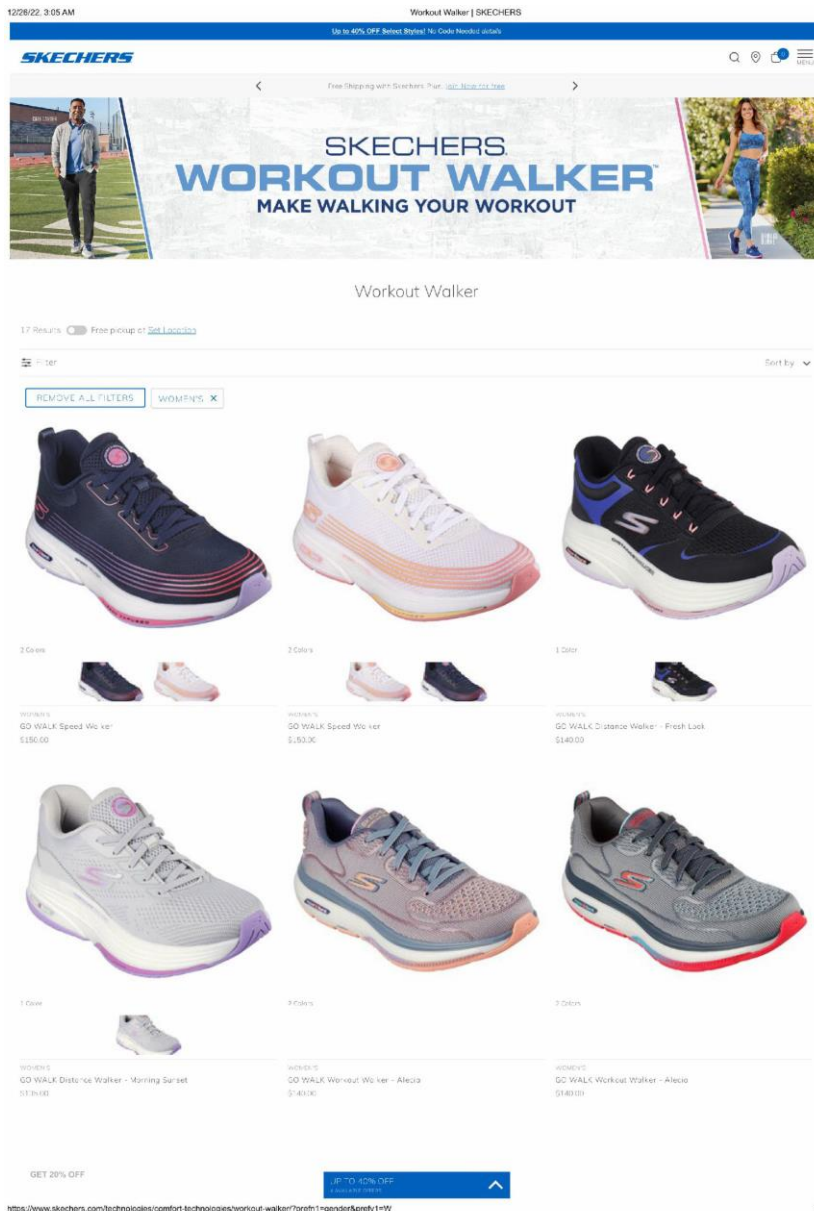 12/26/22, 3:05 AM
Workout Walker | SKECHERS
Up to 40% OFF Select Styles! No Code Needed details
SKECHERS
0
MENU
Free Shipping with Skechers Plus. Join Now for free
SKECHERS
WORKOUT WALKER™
MAKE WALKING YOUR WORKOUT
Workout Walker
17 Results Free pickup at Set Location
Filter
Sort by
REMOVE ALL FILTERS
WOMEN'S X
2 Colors
2 Colors
1 Color
WOMEN'S
WOMEN'S
WOMEN'S
GO WALK Speed Walker
GO WALK Speed Walker
GO WALK Distance Walker - Fresh Look
$150.00
$150.00
$140.00
1 Color
2 Colors
2 Colors
WOMEN'S
WOMEN'S
WOMEN'S
GO WALK Distance Walker - Morning Sunset
GO WALK Workout Walker - Alecia
GO WALK Workout Walker - Alecia
$140.00
$140.00
GET 20% OFF
UP TO 40% OFF
https://www.skechers.com/technologies/comfort-technologies/workout-walker/?prefn1=gender&prefv1=W